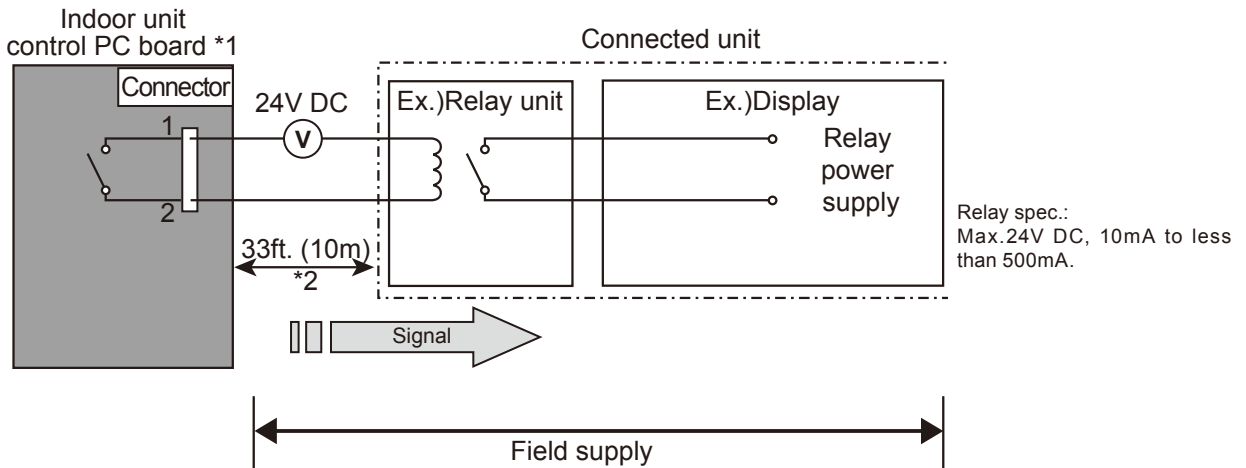 Indoor unit
control PC board *1
Connector
1
2
24V DC
V
33ft. (10m)
*2
Connected unit
Ex.)Relay unit
Ex.)Display
Relay
power
supply
Relay spec.:
Max.24V DC, 10mA to less
than 500mA.
Signal
Field supply